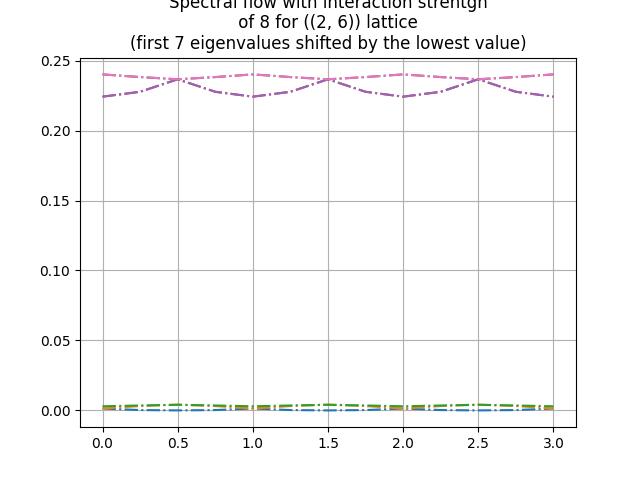 Spectral flow with interaction strentgh
of 8 for ((2, 6)) lattice
(first 7 eigenvalues shifted by the lowest value)
0.25
0.20
0.15
0.10
0.05
0.00
0.0 0.5 1.0 1.5 2.0 2.5 3.0